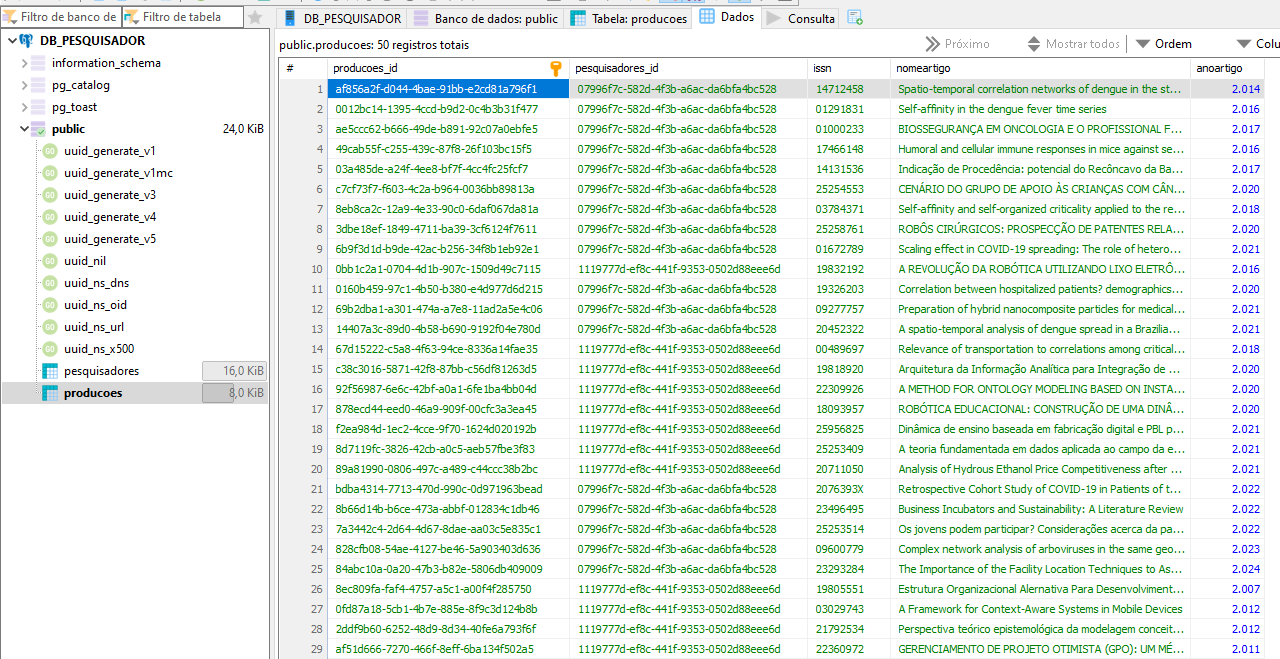 Filtro de banco de
Filtro de tabela
DB_PESQUISADOR
Banco de dados: public
Tabela: producoes
Dados
Consulta
DB_PESQUISADOR
information_schema
pg_catalog
pg_toast
public 24,0 KiB
uuid_generate_v1
uuid_generate_v1mc
uuid_generate_v3
uuid_generate_v4
uuid_generate_v5
uuid_nil
uuid_ns_dns
uuid_ns_oid
uuid_ns_url
uuid_ns_x500
pesquisadores 16,0 KiB
producoes 8,0 KiB
public.producoes: 50 registros totais
Próximo
Mostrar todos
Ordem
Colu
# producoes_id pesquisadores_id issn nomeartigo anoartigo
1 af856a2f-d044-4bae-91bb-e2cd81a796f1 07996f7c-582d-4f3b-a6ac-da6bfa4bc528 14712458 Spatio-temporal correlation networks of dengue in the st... 2.014
2 0012bc14-1395-4ccd-b9d2-0c4b3b31f477 07996f7c-582d-4f3b-a6ac-da6bfa4bc528 01291831 Self-affinity in the dengue fever time series 2.016
3 ae5ccc62-b666-49de-b891-92c07a0ebfe5 07996f7c-582d-4f3b-a6ac-da6bfa4bc528 01000233 BIOSSEGURANÇA EM ONCOLOGIA E O PROFISSIONAL F... 2.017
4 49cab55f-c255-439c-87f8-26f103bc15f5 07996f7c-582d-4f3b-a6ac-da6bfa4bc528 17466148 Humoral and cellular immune responses in mice against se... 2.016
5 03a485de-a24f-4ee8-bf7f-4cc4fc25fcf7 07996f7c-582d-4f3b-a6ac-da6bfa4bc528 14131536 Indicação de Procedência: potencial do Recôncavo da Ba... 2.017
6 c7cf73f7-f603-4c2a-b964-0036bb89813a 07996f7c-582d-4f3b-a6ac-da6bfa4bc528 25254553 CENÁRIO DO GRUPO DE APOIO ÀS CRIANÇAS COM CÂN... 2.020
7 8eb8ca2c-12a9-4e33-90c0-6daf067da81a 07996f7c-582d-4f3b-a6ac-da6bfa4bc528 03784371 Self-affinity and self-organized criticality applied to the re... 2.018
8 3dbe18ef-1849-4711-ba39-3cf6124f7611 07996f7c-582d-4f3b-a6ac-da6bfa4bc528 25258761 ROBÔS CIRÚRGICOS: PROSPECÇÃO DE PATENTES RELA... 2.020
9 6b9f3d1d-b9de-42ac-b256-34f8b1eb92e1 07996f7c-582d-4f3b-a6ac-da6bfa4bc528 01672789 Scaling effect in COVID-19 spreading: The role of hetero... 2.021
10 0bb1c2a1-0704-4d1b-907c-1509d49c7115 1119777d-ef8c-441f-9353-0502d88eee6d 19832192 A REVOLUÇÃO DA ROBÓTICA UTILIZANDO LIXO ELETRÔ... 2.016
11 0160b459-97c1-4b50-b380-e4d977d6d215 07996f7c-582d-4f3b-a6ac-da6bfa4bc528 19326203 Correlation between hospitalized patients? demographics... 2.020
12 69b2dba1-a301-474a-a7e8-11ad2a5e4c06 07996f7c-582d-4f3b-a6ac-da6bfa4bc528 09277757 Preparation of hybrid nanocomposite particles for medical... 2.021
13 14407a3c-89d0-4b58-b690-9192f04e780d 07996f7c-582d-4f3b-a6ac-da6bfa4bc528 20452322 A spatio-temporal analysis of dengue spread in a Brazilia... 2.021
14 67d15222-c5a8-4f63-94ce-8336a14fae35 1119777d-ef8c-441f-9353-0502d88eee6d 00489697 Relevance of transportation to correlations among critical... 2.018
15 c38c3016-5871-42f8-87bb-c56df81263d5 1119777d-ef8c-441f-9353-0502d88eee6d 19818920 Arquitetura da Informação Analítica para Integração de ... 2.020
16 92f56987-6e6c-42bf-a0a1-6fe1ba4bb04d 1119777d-ef8c-441f-9353-0502d88eee6d 22309926 A METHOD FOR ONTOLOGY MODELING BASED ON INSTA... 2.020
17 878ecd44-eed0-46a9-909f-00cfc3a3ea45 1119777d-ef8c-441f-9353-0502d88eee6d 18093957 ROBÓTICA EDUCACIONAL: CONSTRUÇÃO DE UMA DINÂ... 2.020
18 f2ea984d-1ec2-4cce-9f70-1624d020192b 1119777d-ef8c-441f-9353-0502d88eee6d 25956825 Dinâmica de ensino baseada em fabricação digital e PBL p... 2.021
19 8d7119fc-3826-42cb-a0c5-aeb57fbe3f83 1119777d-ef8c-441f-9353-0502d88eee6d 25253409 A teoria fundamentada em dados aplicada ao campo da e... 2.021
20 89a81990-0806-497c-a489-c44ccc38b2bc 1119777d-ef8c-441f-9353-0502d88eee6d 20711050 Analysis of Hydrous Ethanol Price Competitiveness after ... 2.021
21 bdba4314-7713-470d-990c-0d971963bead 07996f7c-582d-4f3b-a6ac-da6bfa4bc528 2076393X Retrospective Cohort Study of COVID-19 in Patients of t... 2.022
22 8b66d14b-b6ce-473a-abbf-012834c1db46 07996f7c-582d-4f3b-a6ac-da6bfa4bc528 23496495 Business Incubators and Sustainability: A Literature Review 2.022
23 7a3442c4-2d64-4d67-8dae-aa03c5e835c1 07996f7c-582d-4f3b-a6ac-da6bfa4bc528 25253514 Os jovens podem participar? Considerações acerca da pa... 2.022
24 828cfb08-54ae-4127-be46-5a903403d636 07996f7c-582d-4f3b-a6ac-da6bfa4bc528 09600779 Complex network analysis of arboviruses in the same geo... 2.023
25 84abc10a-0a20-47b3-b82e-5806db409009 07996f7c-582d-4f3b-a6ac-da6bfa4bc528 23293284 The Importance of the Facility Location Techniques to As... 2.024
26 8ec809fa-faf4-4757-a5c1-a00f4f285750 1119777d-ef8c-441f-9353-0502d88eee6d 19805551 Estrutura Organizacional Alernativa Para Desenvolviment... 2.007
27 0fd87a18-5cb1-4b7e-885e-8f9c3d124b8b 1119777d-ef8c-441f-9353-0502d88eee6d 03029743 A Framework for Context-Aware Systems in Mobile Devices 2.012
28 2ddf9b60-6252-48d9-8d34-40fe6a793f6f 1119777d-ef8c-441f-9353-0502d88eee6d 21792534 Perspectiva teórico epistemológica da modelagem conceit... 2.012
29 af51d666-7270-466f-8eff-6ba134f502a5 1119777d-ef8c-441f-9353-0502d88eee6d 22360972 GERENCIAMENTO DE PROJETO OTIMISTA (GPO): UM MÉ... 2.011